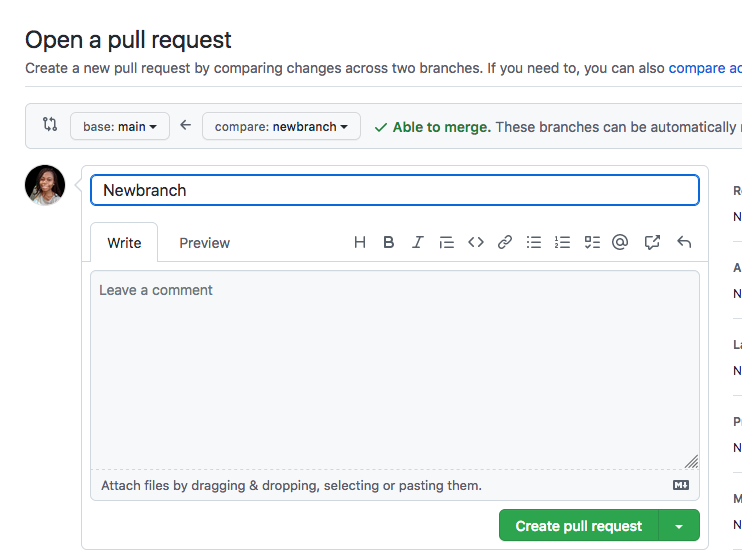 Open a pull request
Create a new pull request by comparing changes across two branches. If you need to, you can also compare
base: main
compare: newbranch
Able to merge. These branches can be automatically
Newbranch
Write
Preview
Leave a comment
Attach files by dragging & dropping, selecting or pasting them.
Create pull request